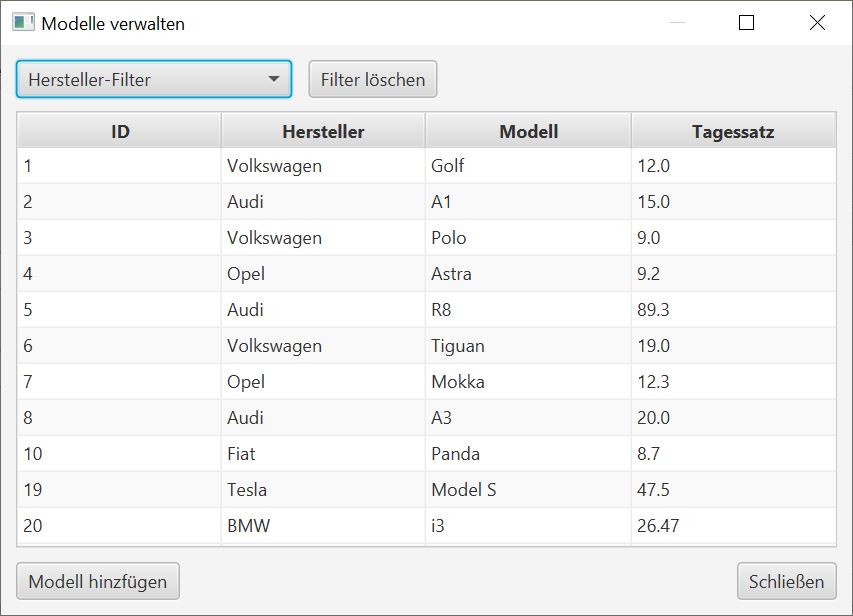 Modelle verwalten
Hersteller-Filter Filter löschen
ID Hersteller Modell Tagessatz
1 Volkswagen Golf 12.0
2 Audi A1 15.0
3 Volkswagen Polo 9.0
4 Opel Astra 9.2
5 Audi R8 89.3
6 Volkswagen Tiguan 19.0
7 Opel Mokka 12.3
8 Audi A3 20.0
10 Fiat Panda 8.7
19 Tesla Model S 47.5
20 BMW i3 26.47
Modell hinzfügen Schließen